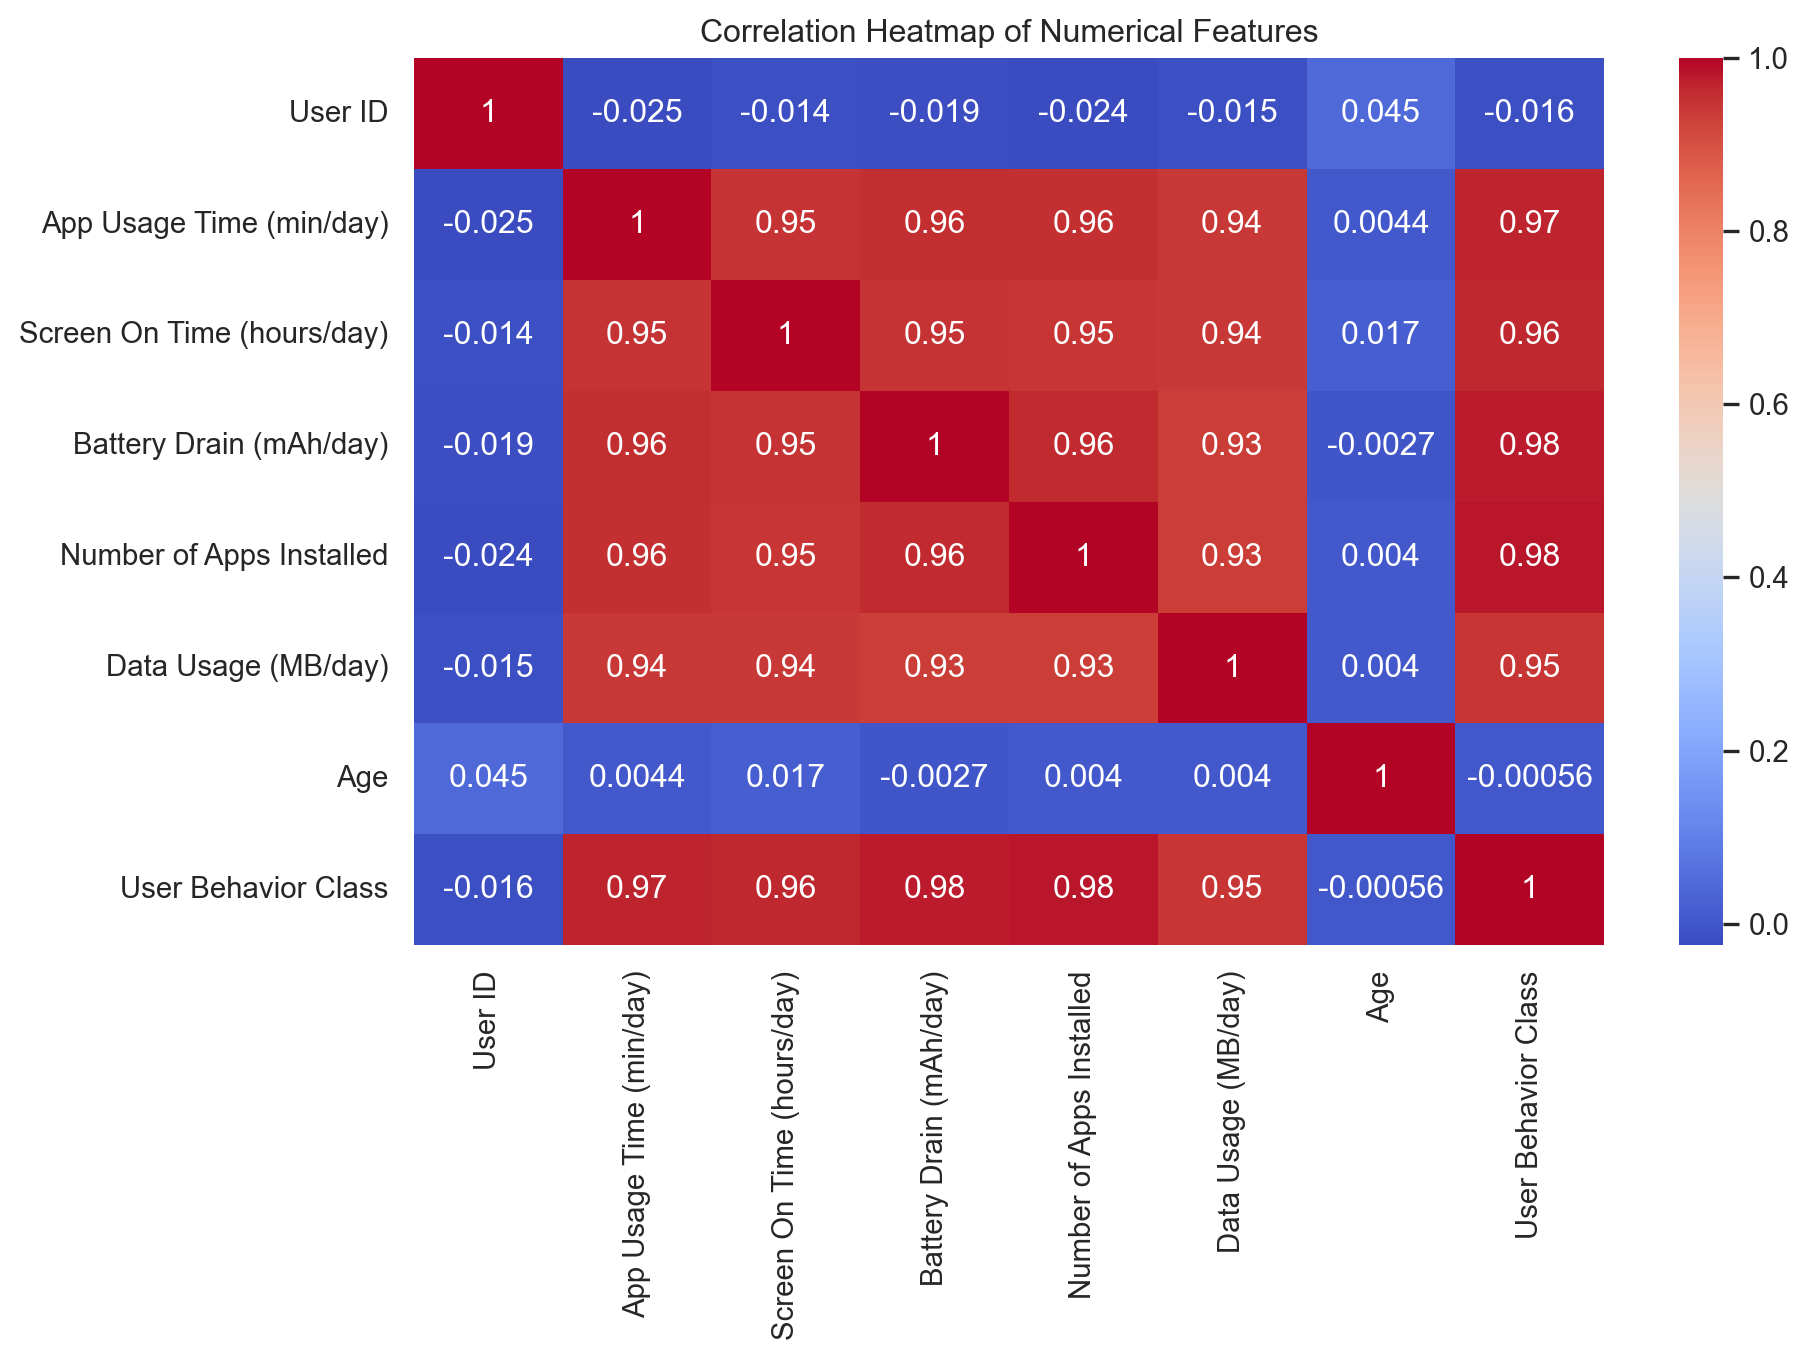 Correlation Heatmap of Numerical Features
User ID 1 -0.025 -0.014 -0.019 -0.024 -0.015 0.045 -0.016
App Usage Time (min/day) -0.025 1 0.95 0.96 0.96 0.94 0.0044 0.97
Screen On Time (hours/day) -0.014 0.95 1 0.95 0.95 0.94 0.017 0.96
Battery Drain (mAh/day) -0.019 0.96 0.95 1 0.96 0.93 -0.0027 0.98
Number of Apps Installed -0.024 0.96 0.95 0.96 1 0.93 0.004 0.98
Data Usage (MB/day) -0.015 0.94 0.94 0.93 0.93 1 0.004 0.95
Age 0.045 0.0044 0.017 -0.0027 0.004 0.004 1 -0.00056
User Behavior Class -0.016 0.97 0.96 0.98 0.98 0.95 -0.00056 1
User ID
App Usage Time (min/day)
Screen On Time (hours/day)
Battery Drain (mAh/day)
Number of Apps Installed
Data Usage (MB/day)
Age
User Behavior Class
1.0
0.8
0.6
0.4
0.2
0.0